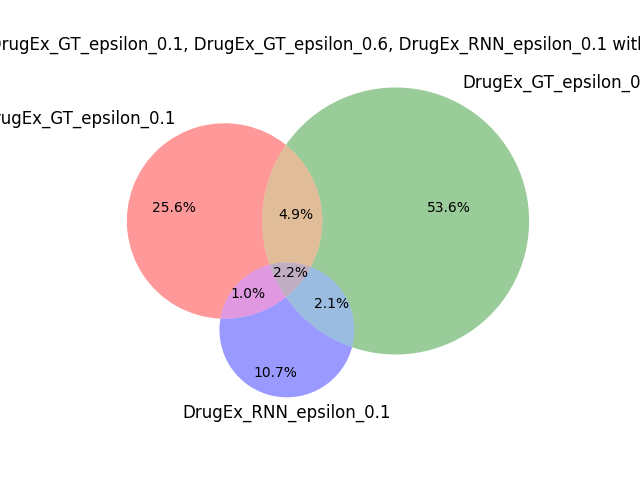 DrugEx_GT_epsilon_0.1, DrugEx_GT_epsilon_0.6, DrugEx_RNN_epsilon_0.1 with
DrugEx_GT_epsilon_0
rugEx_GT_epsilon_0.1
25.6%
4.9%
53.6%
2.2%
1.0%
2.1%
10.7%
DrugEx_RNN_epsilon_0.1